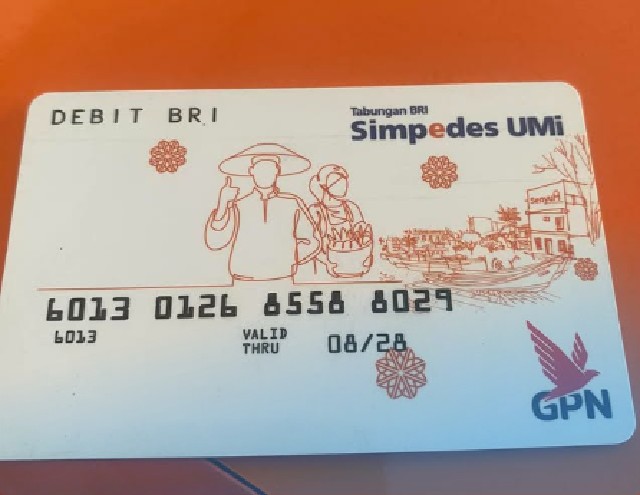 DEBIT BRI
Tabungan BRI
Simpedes UMi
6013 0126 8558 8029
6013
VALID
THRU
08/28
GPN